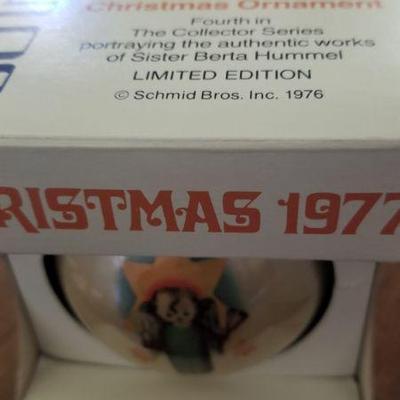 Christmas Ornament
Fourth in
The Collector Series
portraying the authentic works
of Sister Berta Hummel
LIMITED EDITION
© Schmid Bros. Inc. 1976
RISTMAS 1977